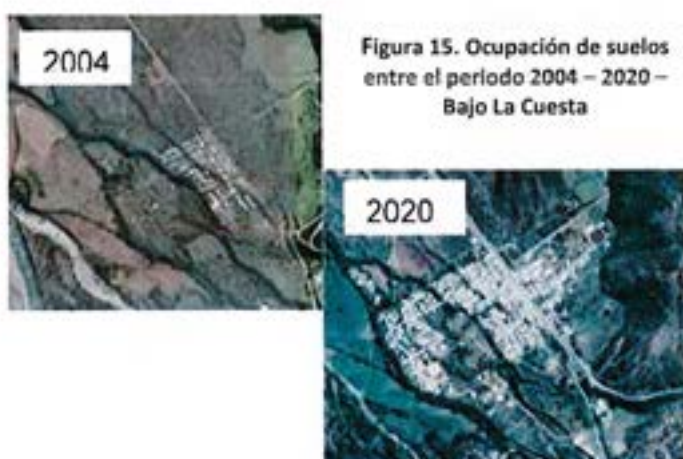 2004
Figura 15. Ocupación de suelos
entre el periodo 2004 – 2020 –
Bajo La Cuesta
2020